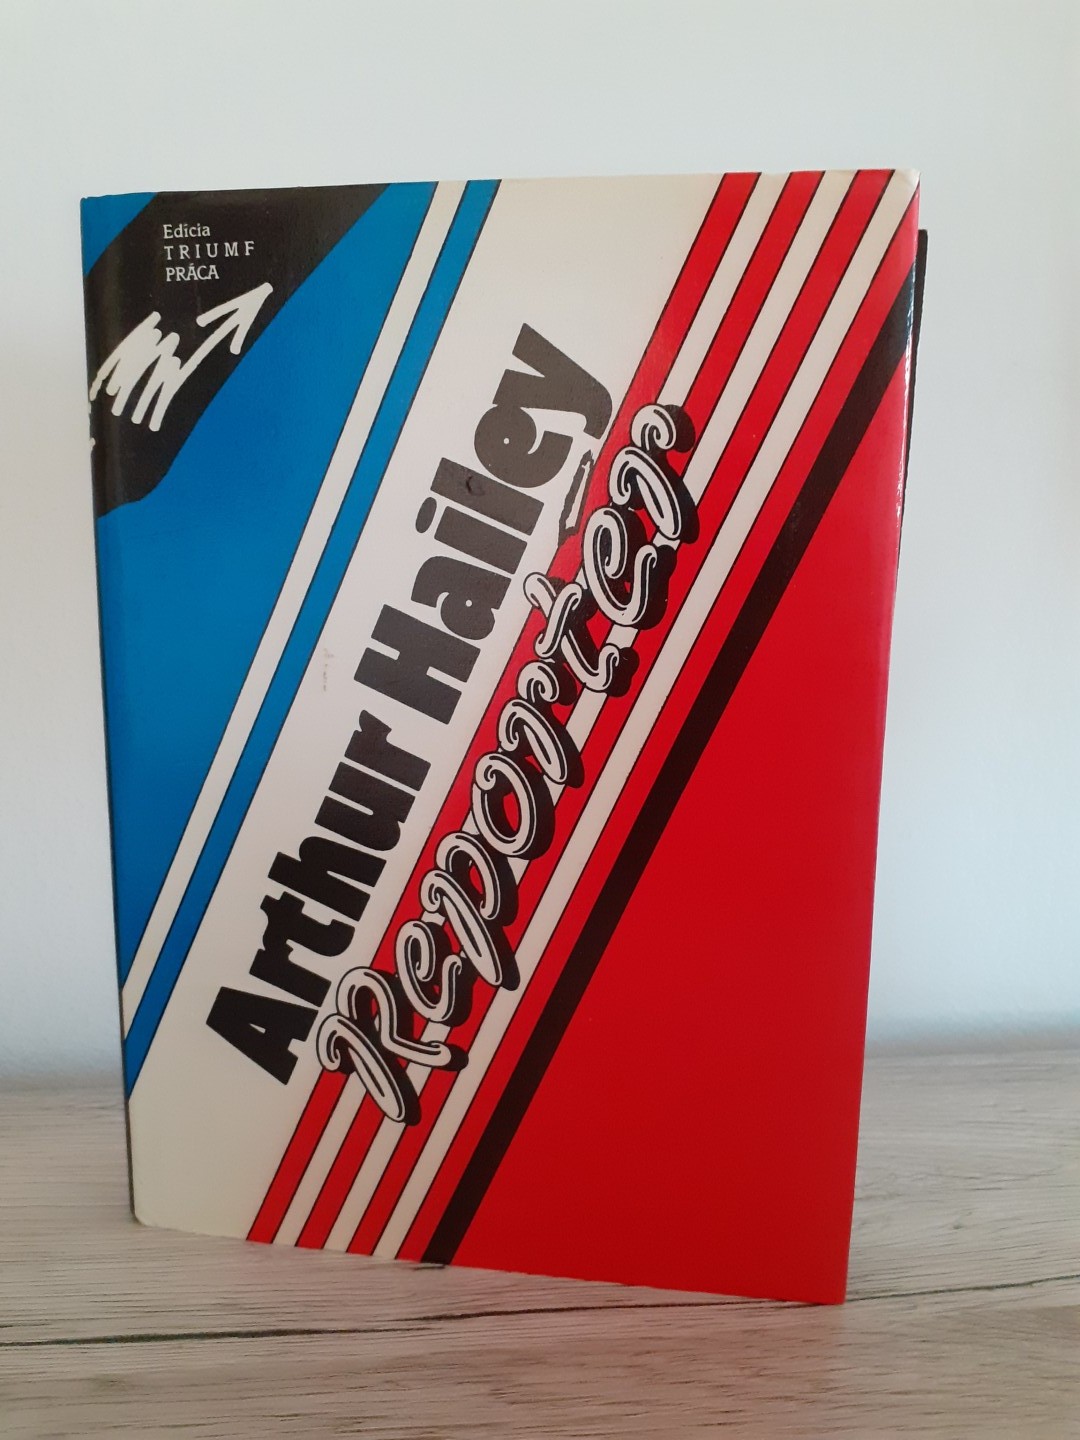 Edícia
TRIUMF
PRÁCA
Arthur Hailey
Reportér